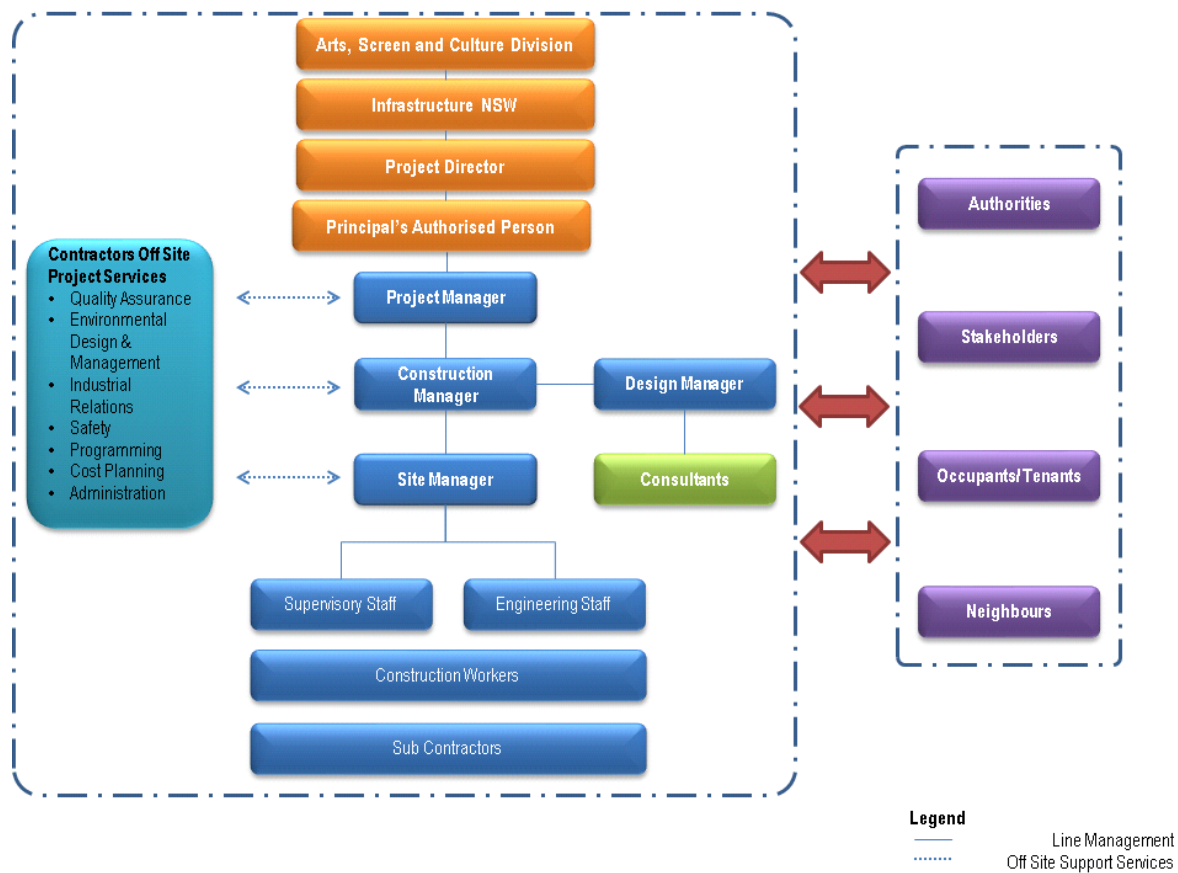 Arts, Screen and Culture Division
Infrastructure NSW
Project Director
Principal's Authorised Person
Contractors Off Site
Project Services
• Quality Assurance
• Environmental
Design &
Management
• Industrial
Relations
• Safety
• Programming
• Cost Planning
• Administration
Project Manager
Construction
Manager
Design Manager
Site Manager
Consultants
Supervisory Staff
Engineering Staff
Construction Workers
Sub Contractors
Authorities
Stakeholders
Occupants/Tenants
Neighbours
Legend
Line Management
Off Site Support Services